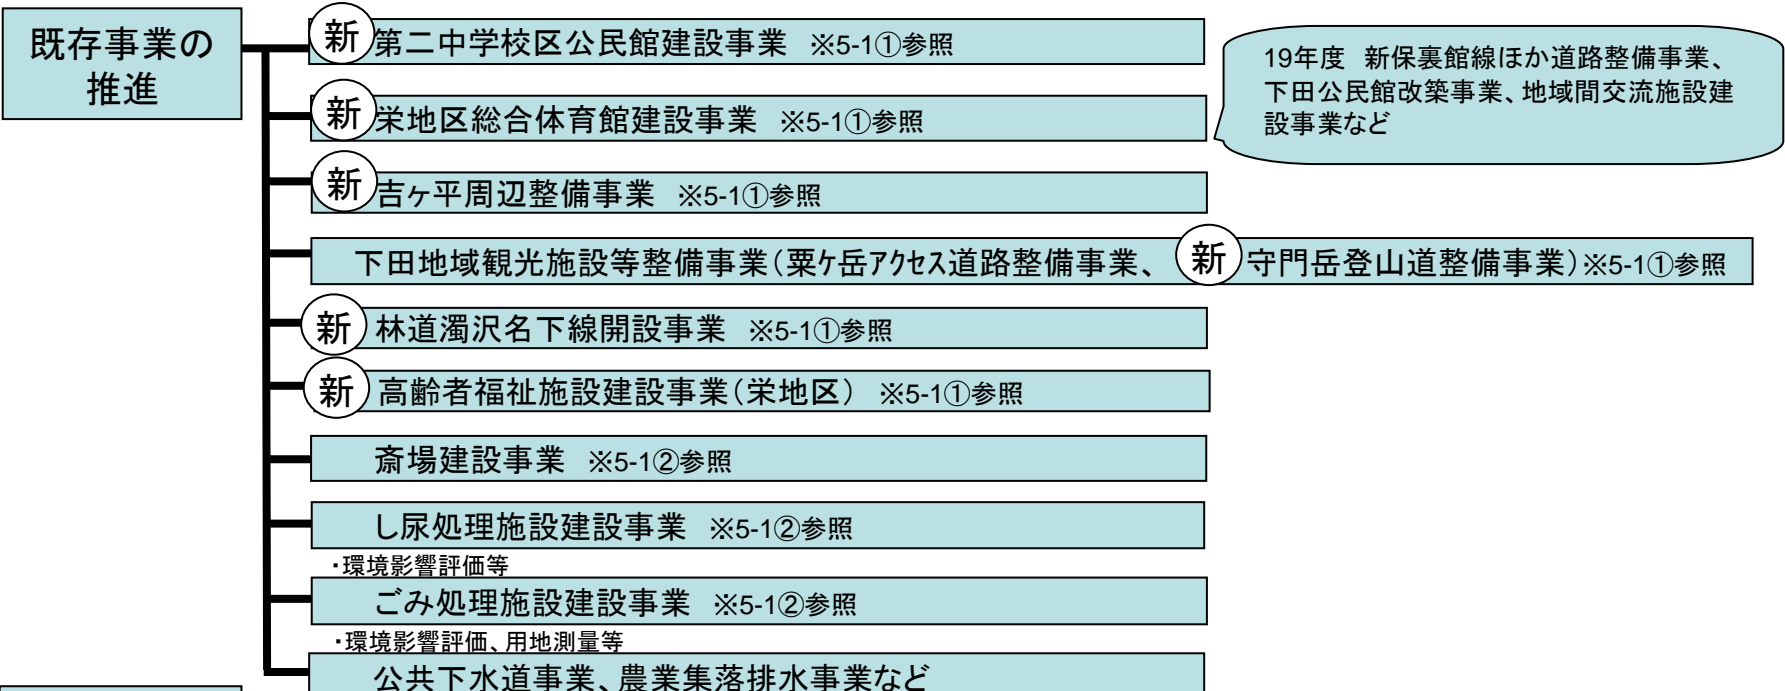 既存事業の
推進
新 第二中学校区公民館建設事業 ※5-1①参照
19年度 新保裏館線ほか道路整備事業、
下田公民館改築事業、地域間交流施設建
設事業など
新 栄地区総合体育館建設事業 ※5-1①参照
新 吉ヶ平周辺整備事業 ※5-1①参照
下田地域観光施設等整備事業(粟ケ岳アクセス道路整備事業、 新 守門岳登山道整備事業)※5-1①参照
新 林道濁沢名下線開設事業 ※5-1①参照
新 高齢者福祉施設建設事業(栄地区) ※5-1①参照
斎場建設事業 ※5-1②参照
し尿処理施設建設事業 ※5-1②参照
・環境影響評価等
ごみ処理施設建設事業 ※5-1②参照
・環境影響評価、用地測量等
公共下水道事業、農業集落排水事業など